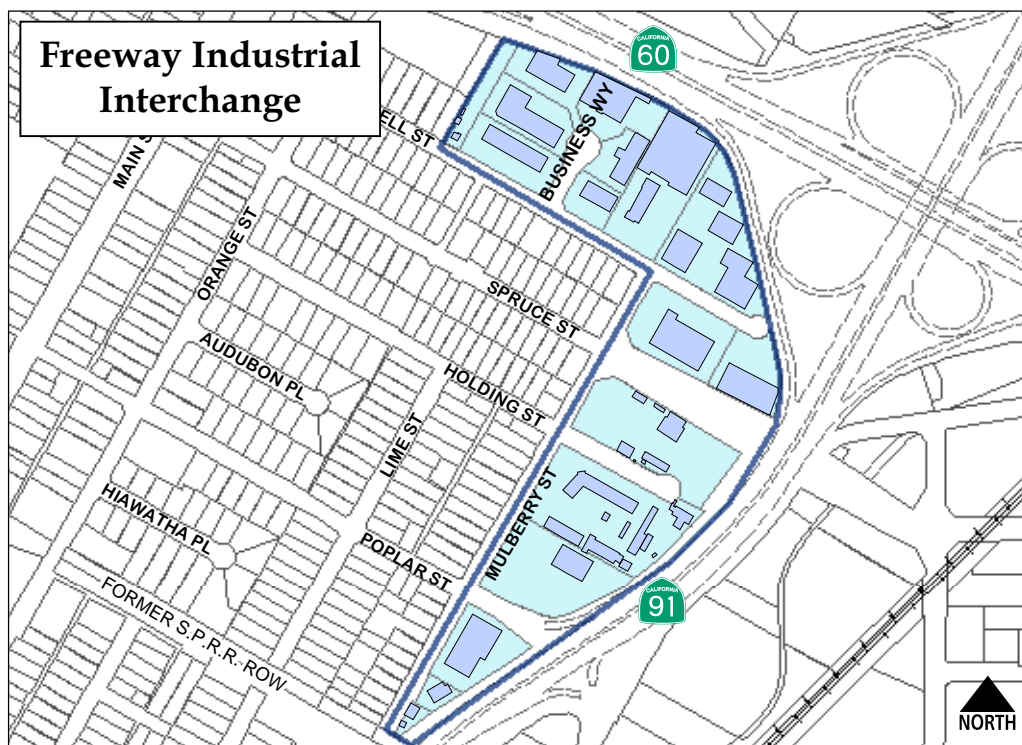 Freeway Industrial
Interchange
CALIFORNIA
60
BUSINESS WY
ELL ST
MAIN S
ORANGE ST
SPRUCE ST
AUDUBON PL
HOLDING ST
LIME ST
MULBERRY ST
HIAWATHA PL
POPLAR ST
FORMER S.P.R.R. ROW
CALIFORNIA
91
NORTH